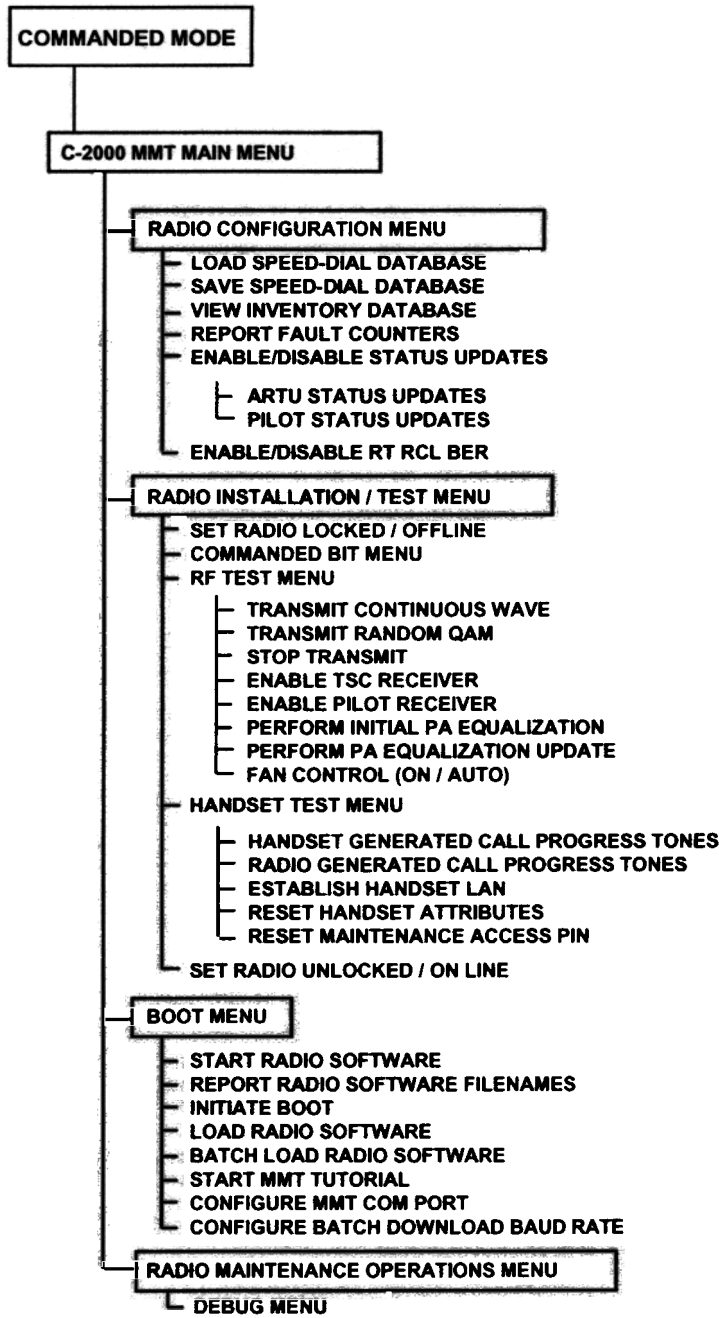 COMMANDED MODE
C-2000 MMT MAIN MENU
RADIO CONFIGURATION MENU
LOAD SPEED-DIAL DATABASE
SAVE SPEED-DIAL DATABASE
VIEW INVENTORY DATABASE
REPORT FAULT COUNTERS
ENABLE/DISABLE STATUS UPDATES
ARTU STATUS UPDATES
PILOT STATUS UPDATES
ENABLE/DISABLE RT RCL BER
RADIO INSTALLATION / TEST MENU
SET RADIO LOCKED / OFFLINE
COMMANDED BIT MENU
RF TEST MENU
TRANSMIT CONTINUOUS WAVE
TRANSMIT RANDOM QAM
STOP TRANSMIT
ENABLE TSC RECEIVER
ENABLE PILOT RECEIVER
PERFORM INITIAL PA EQUALIZATION
PERFORM PA EQUALIZATION UPDATE
FAN CONTROL (ON / AUTO)
HANDSET TEST MENU
HANDSET GENERATED CALL PROGRESS TONES
RADIO GENERATED CALL PROGRESS TONES
ESTABLISH HANDSET LAN
RESET HANDSET ATTRIBUTES
RESET MAINTENANCE ACCESS PIN
SET RADIO UNLOCKED / ON LINE
BOOT MENU
START RADIO SOFTWARE
REPORT RADIO SOFTWARE FILENAMES
INITIATE BOOT
LOAD RADIO SOFTWARE
BATCH LOAD RADIO SOFTWARE
START MMT TUTORIAL
CONFIGURE MMT COM PORT
CONFIGURE BATCH DOWNLOAD BAUD RATE
RADIO MAINTENANCE OPERATIONS MENU
DEBUG MENU